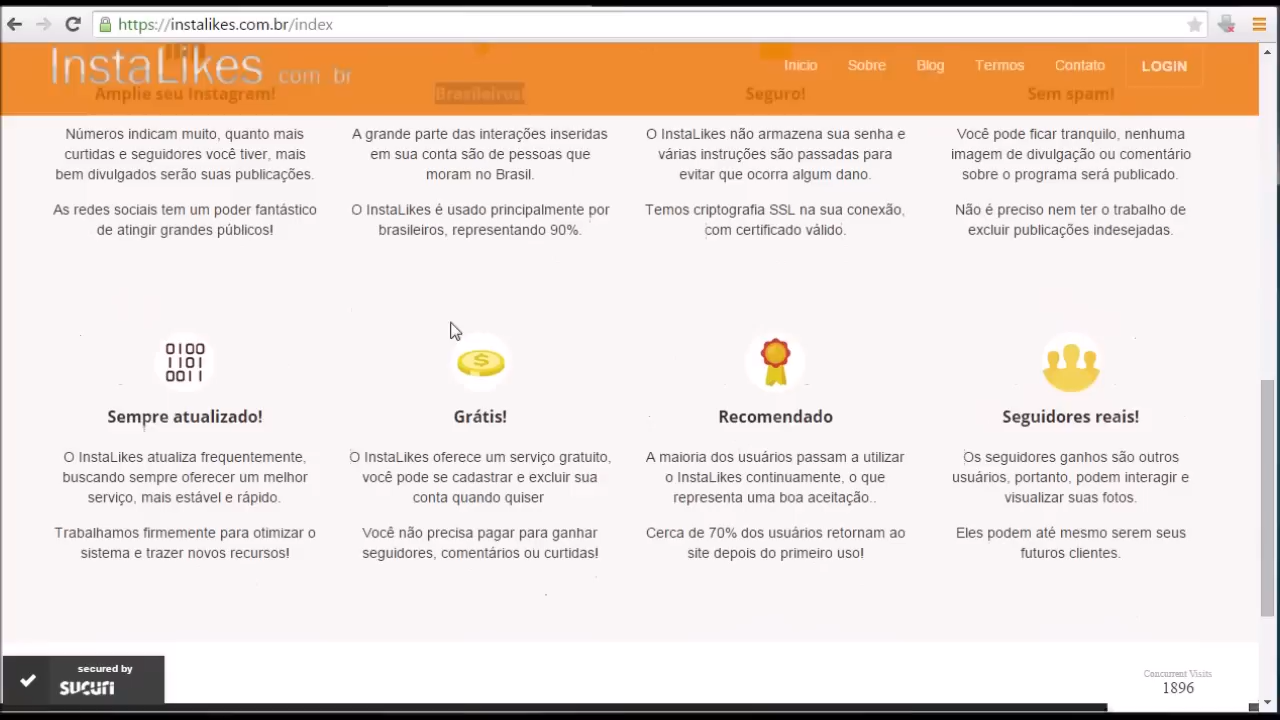 https://instalikes.com.br/index
InstaLikes.com br
Inicio Sobre Blog Termos Contato LOGIN
Amplie seu Instagram! Brasileiros! Seguro! Sem spam!
Números indicam muito, quanto mais
curtidas e seguidores você tiver, mais
bem divulgados serão suas publicações.
As redes sociais tem um poder fantástico
de atingir grandes públicos!
A grande parte das interações inseridas
em sua conta são de pessoas que
moram no Brasil.
O InstaLikes é usado principalmente por
brasileiros, representando 90%.
O InstaLikes não armazena sua senha e
várias instruções são passadas para
evitar que ocorra algum dano.
Temos criptografia SSL na sua conexão,
com certificado válido.
Você pode ficar tranquilo, nenhuma
imagem de divulgação ou comentário
sobre o programa será publicado.
Não é preciso nem ter o trabalho de
excluir publicações indesejadas.
0100
1101
0011
Sempre atualizado!
O InstaLikes atualiza frequentemente,
buscando sempre oferecer um melhor
serviço, mais estável e rápido.
Trabalhamos firmemente para otimizar o
sistema e trazer novos recursos!
$
Grátis!
O InstaLikes oferece um serviço gratuito,
você pode se cadastrar e excluir sua
conta quando quiser
Você não precisa pagar para ganhar
seguidores, comentários ou curtidas!
Recomendado
A maioria dos usuários passam a utilizar
o InstaLikes continuamente, o que
representa uma boa aceitação..
Cerca de 70% dos usuários retornam ao
site depois do primeiro uso!
Seguidores reais!
Os seguidores ganhos são outros
usuários, portanto, podem interagir e
visualizar suas fotos.
Eles podem até mesmo serem seus
futuros clientes.
secured by
sucuri
Concurrent Visits
1896